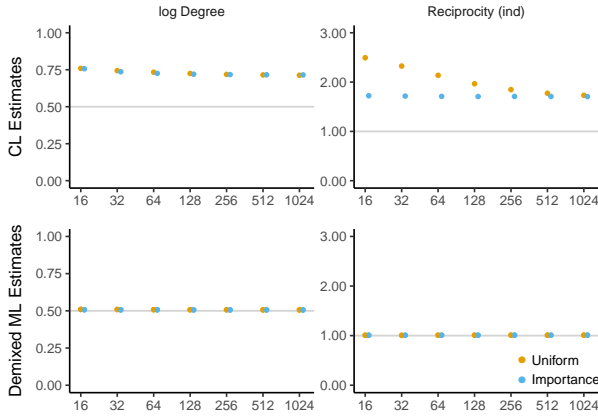 log Degree
Reciprocity (ind)
CL Estimates
1.00
0.75
0.50
0.25
0.00
16 32 64 128 256 512 1024
3.00
2.00
1.00
0.00
16 32 64 128 256 512 1024
Demixed ML Estimates
1.00
0.75
0.50
0.25
0.00
16 32 64 128 256 512 1024
3.00
2.00
1.00
0.00
16 32 64 128 256 512 1024
Uniform
Importance